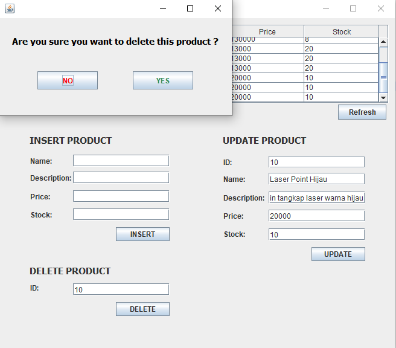 Are you sure you want to delete this product ?
NO YES
Price Stock
130000 8
13000 20
13000 20
13000 20
20000 10
20000 10
20000 10
Refresh
INSERT PRODUCT
Name:
Description:
Price:
Stock:
INSERT
UPDATE PRODUCT
ID: 10
Name: Laser Point Hijau
Description: in tangkap laser warna hijau
Price: 20000
Stock: 10
UPDATE
DELETE PRODUCT
ID: 10
DELETE